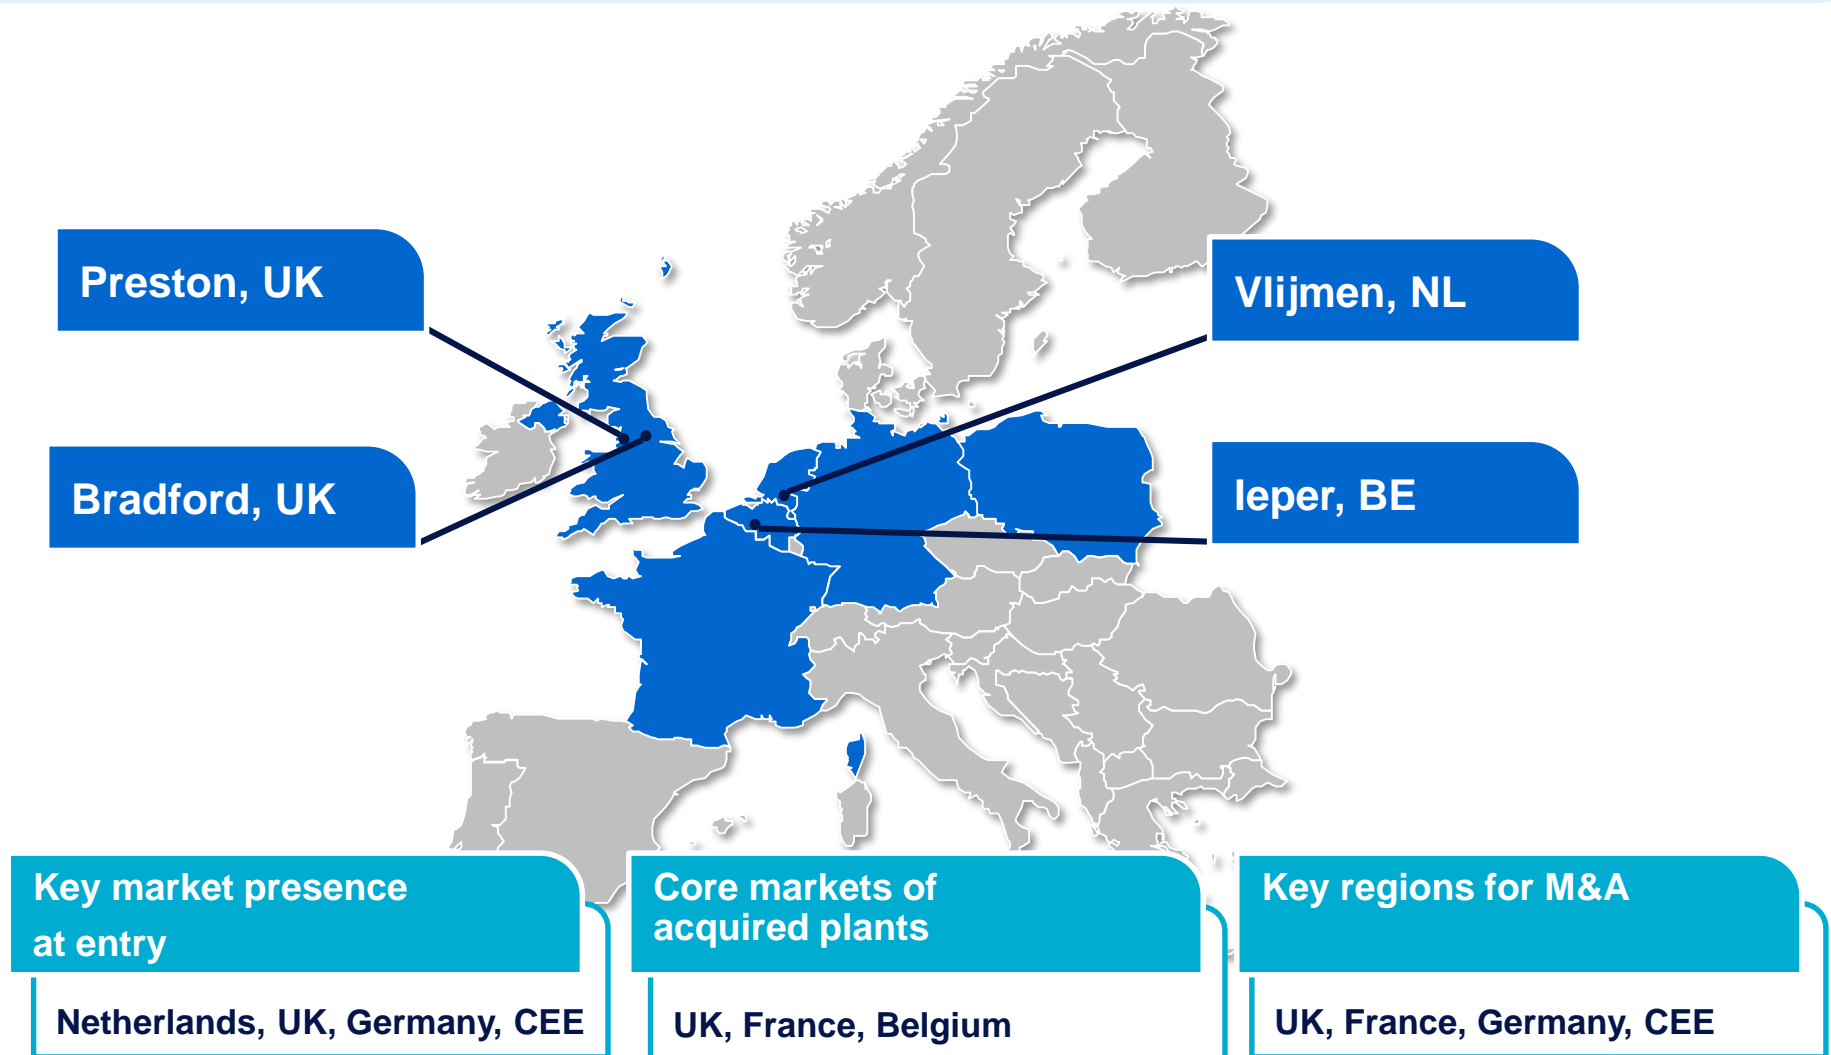 Preston, UK
Vlijmen, NL
Bradford, UK
Ieper, BE
Key market presence
at entry
Netherlands, UK, Germany, CEE
Core markets of
acquired plants
UK, France, Belgium
Key regions for M&A
UK, France, Germany, CEE